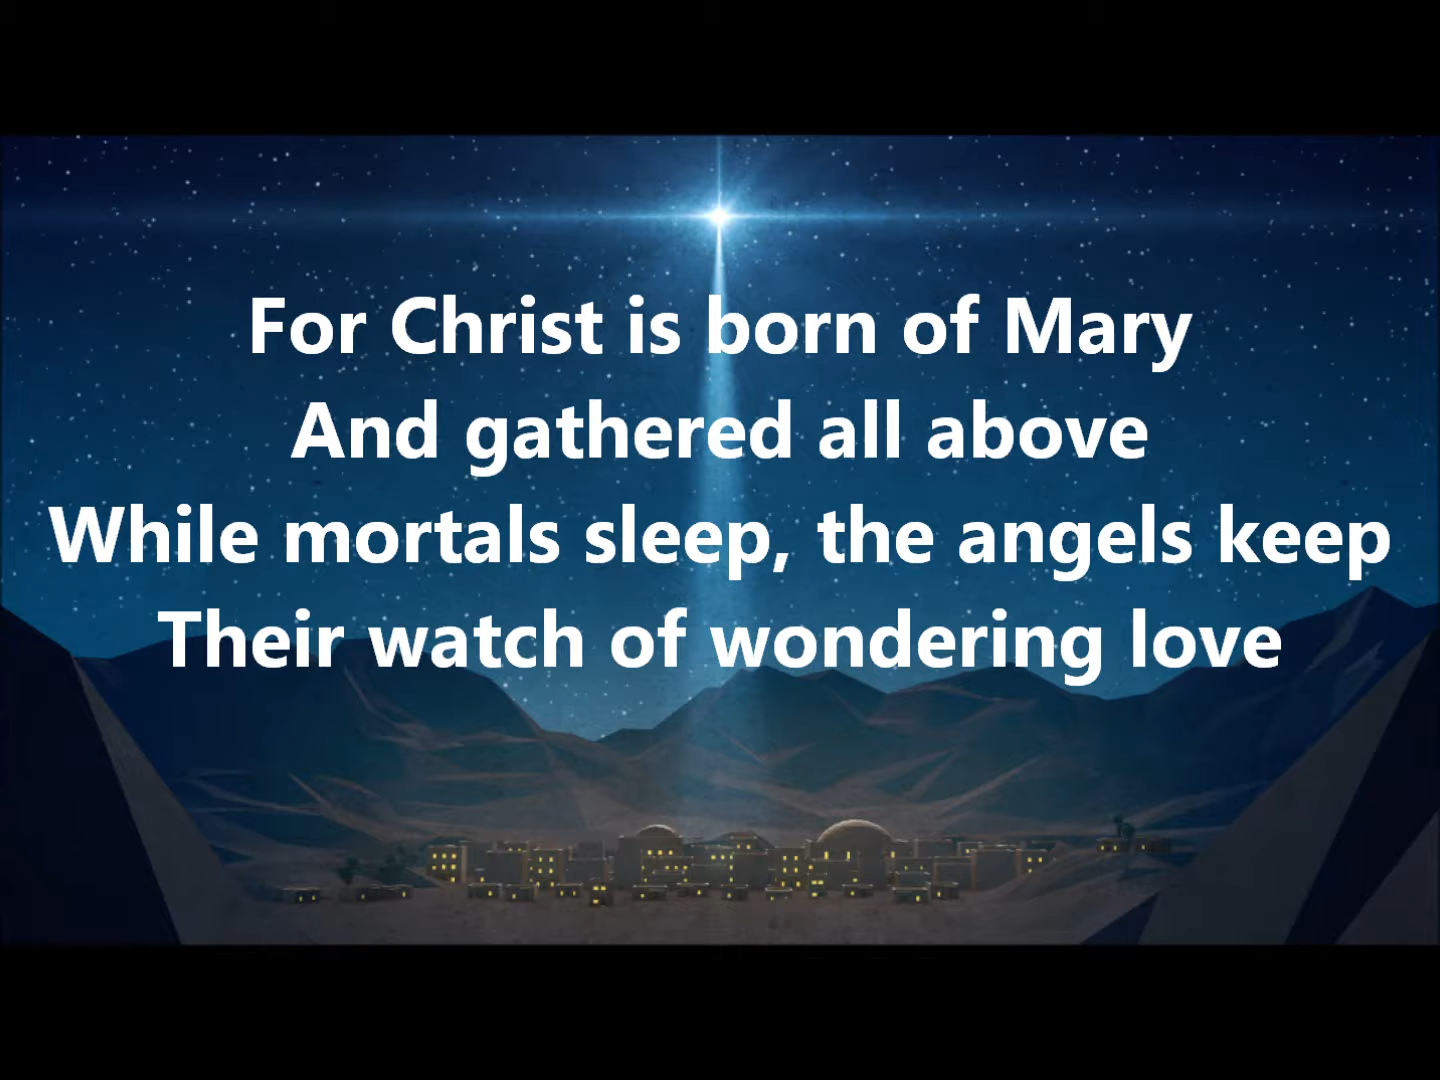 For Christ is born of Mary
And gathered all above
While mortals sleep, the angels keep
Their watch of wondering love